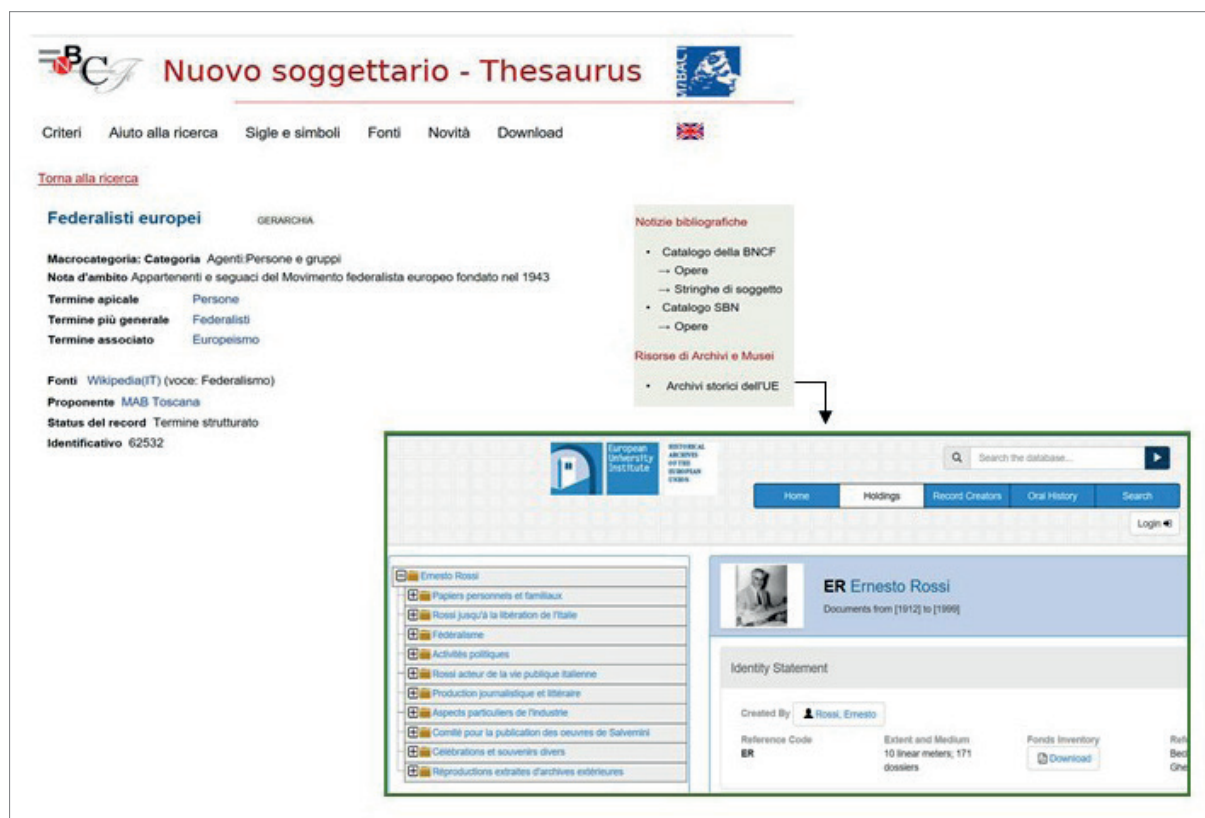 NBCF
Nuovo soggettario - Thesaurus
MiBACT
Criteri Aiuto alla ricerca Sigle e simboli Fonti Novità Download
Torna alla ricerca
Federalisti europei GERARCHIA
Macrocategoria: Categoria Agenti:Persone e gruppi
Nota d'ambito Appartenenti e seguaci del Movimento federalista europeo fondato nel 1943
Termine apicale Persone
Termine più generale Federalisti
Termine associato Europeismo
Fonti Wikipedia(IT) (voce: Federalismo)
Proponente MAB Toscana
Status del record Termine strutturato
Identificativo 62532
Notizie bibliografiche
• Catalogo della BNCF
→ Opere
→ Stringhe di soggetto
• Catalogo SBN
→ Opere
Risorse di Archivi e Musei
• Archivi storici dell'UE
European
University
Institute
HISTORICAL
ARCHIVES
OF THE
EUROPEAN
UNION
Search the database...
Home Holdings Record Creators Oral History Search
Login
Ernesto Rossi
Papiers personnels et familiaux
Rossi jusqu'à la libération de l'Italie
Fédéralisme
Activités politiques
Rossi acteur de la vie publique italienne
Production journalistique et littéraire
Aspects particuliers de l'industrie
Comité pour la publication des oeuvres de Salvemini
Célébrations et souvenirs divers
Réproductions extraites d'archives extérieures
ER Ernesto Rossi
Documents from [1912] to [1999]
Identity Statement
Created By Rossi, Ernesto
Reference Code Extent and Medium Fonds Inventory
ER 10 linear meters; 171 Download
dossiers